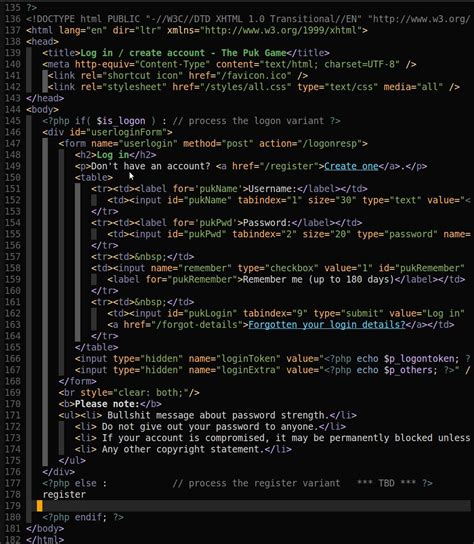 135 ?>
136 <!DOCTYPE html PUBLIC "-//W3C//DTD XHTML 1.0 Transitional//EN" "http://www.w3.org/
137 <html lang="en" dir="ltr" xmlns="http://www.w3.org/1999/xhtml">
138 <head>
139 <title>Log in / create account - The Puk Game</title>
140 <meta http-equiv="Content-Type" content="text/html; charset=UTF-8" />
141 <link rel="shortcut icon" href="/favicon.ico" />
142 <link rel="stylesheet" href="/styles/all.css" type="text/css" media="all" />
143 </head>
144 <body>
145 <?php if( $is_logon ) : // process the logon variant ?>
146 <div id="userloginForm">
147 <form name="userlogin" method="post" action="/logonresp">
148 <h2>Log in</h2>
149 <p>Don't have an account? <a href="/register">Create one</a>.</p>
150 <table>
151 <tr><td><label for='pukName'>Username:</label></td>
152 <td><input id="pukName" tabindex="1" size="30" type="text" value="<
153 </tr>
154 <tr><td><label for='pukPwd'>Password:</label></td>
155 <td><input id="pukPwd" tabindex="2" size="20" type="password" name=
156 </tr>
157 <tr><td>&nbsp;</td>
158 <td><input name="remember" type="checkbox" value="1" id="pukRemember"
159 <label for="pukRemember">Remember me (up to 180 days)</label></td>
160 </tr>
161 <tr><td>&nbsp;</td>
162 <td><input id="pukLogin" tabindex="9" type="submit" value="Log in"
163 <a href="/forgot-details">Forgotten your login details?</a></td>
164 </tr>
165 </table>
166 <input type="hidden" name="loginToken" value="<?php echo $p_logontoken; ?
167 <input type="hidden" name="loginExtra" value="<?php echo $p_others; ?>" /
168 </form>
169 <br style="clear: both;"/>
170 <b>Please note:</b>
171 <ul><li> Bullshit message about password strength.</li>
172 <li> Do not give out your password to anyone.</li>
173 <li> If your account is compromised, it may be permanently blocked unless
174 <li> Any other copyright statement.</li>
175 </ul>
176 </div>
177 <?php else : // process the register variant *** TBD *** ?>
178 register
179
180 <?php endif; ?>
181 </body>
182 </html>